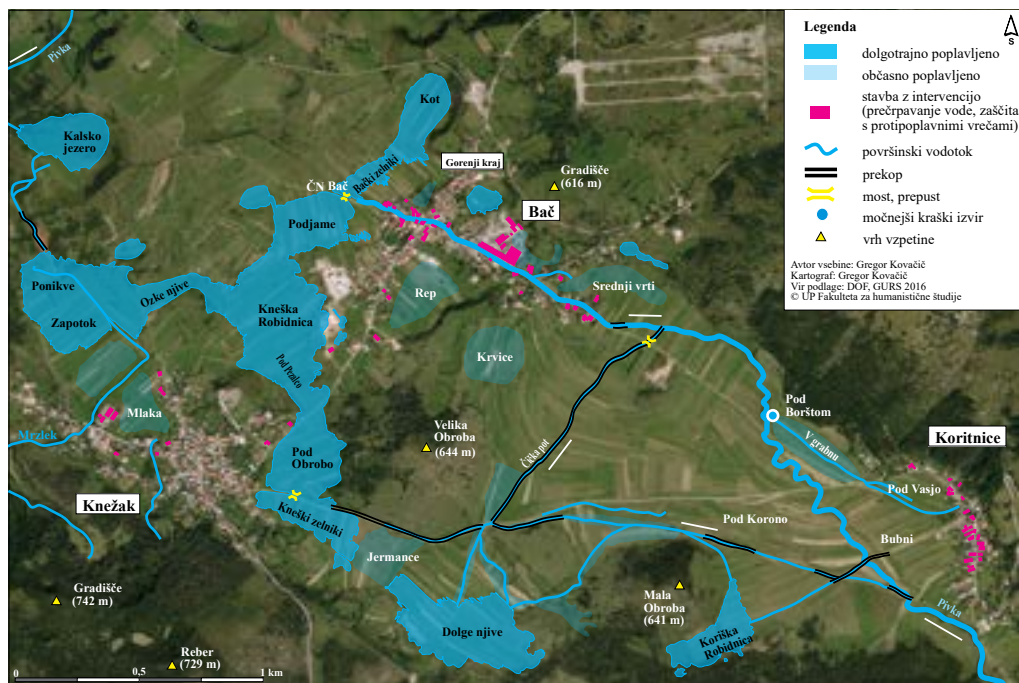 Legenda
S
dolgotrajno poplavljeno
občasno poplavljeno
stavba z intervencijo
(prečrpavanje vode, zaščita
s protipoplavnimi vrečami)
površinski vodotok
prekop
most, prepust
močnejši kraški izvir
vrh vzpetine
Avtor vsebine: Gregor Kovačič
Kartograf: Gregor Kovačič
Vir podlage: DOF, GURS 2016
© UP Fakulteta za humanistične študije
Pivka
Kot
Kalsko
jezero
Gorenji kraj
Bački zelniki
ČN Bač
Gradišče
(616 m)
Bač
Podjame
Ponikve
Ozke njive
Rep
Srednji vrti
Zapotok
Kneška
Robidnica
Krvice
Pod Pezalco
Mlaka
Velika
Obroba
(644 m)
Pod
Borštom
Mrzlek
Pod
Obrobo
V grabnu
Koritnice
Pod Vasjo
Knežak
Kneški zelniki
Pod Korono
Bubni
Jermance
Gradišče
(742 m)
Mala
Obroba
(641 m)
Pivka
Dolge njive
Koriška
Robidnica
Reber
(729 m)
0
0,5
1 km